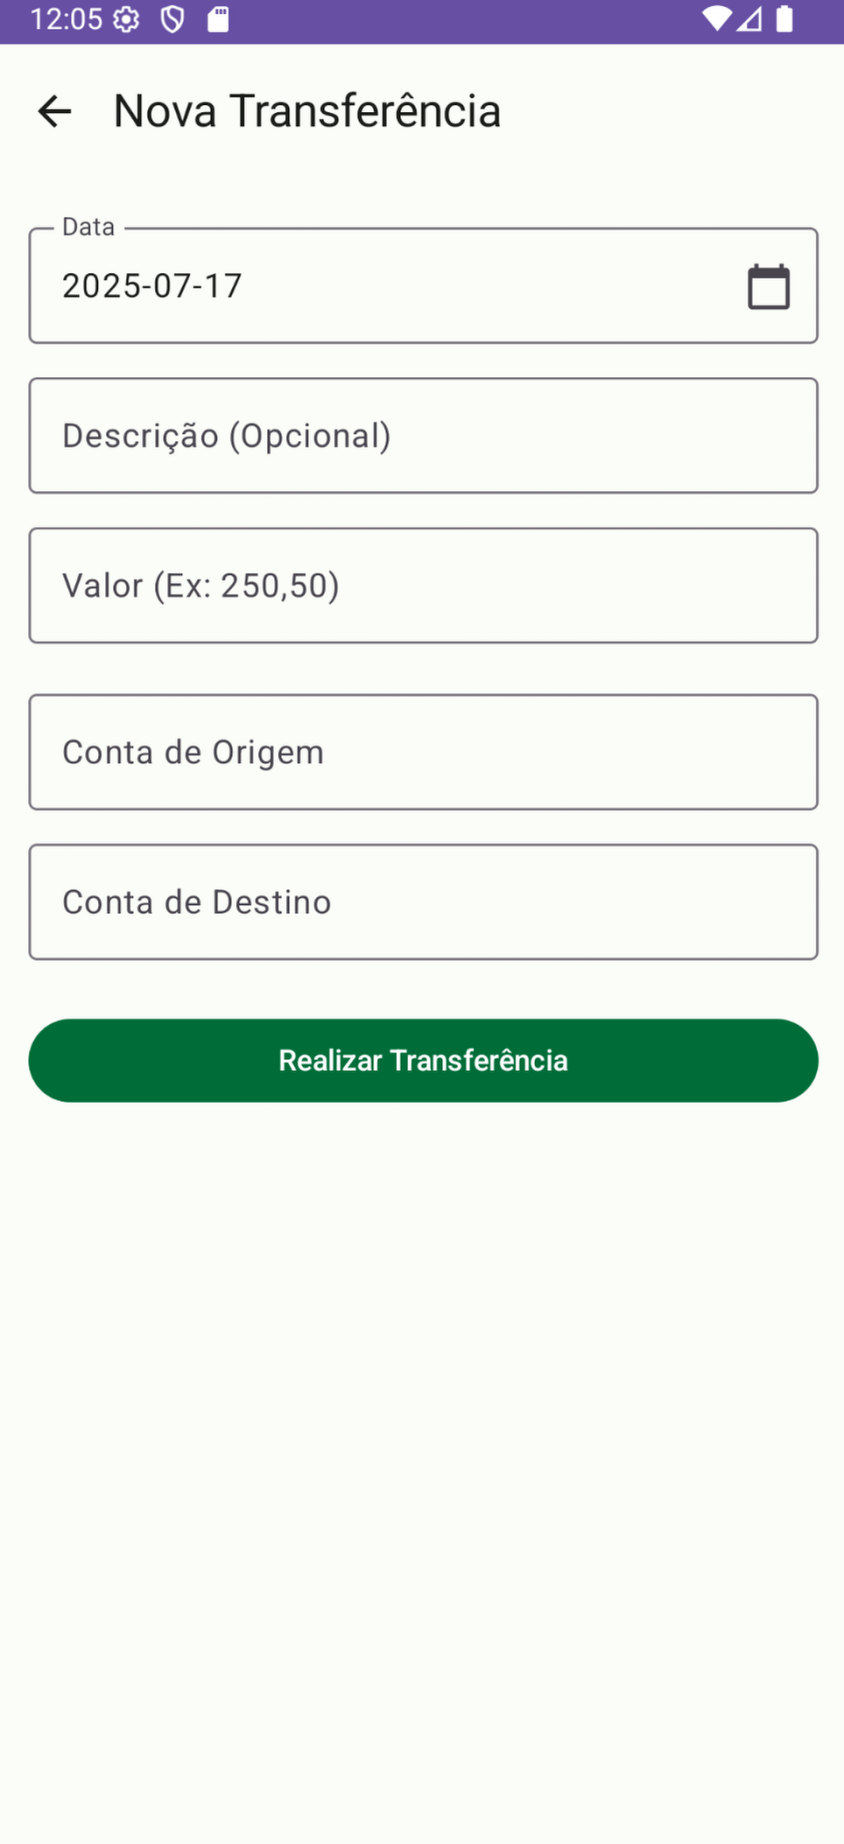 12:05
Nova Transferência
Data
2025-07-17
Descrição (Opcional)
Valor (Ex: 250,50)
Conta de Origem
Conta de Destino
Realizar Transferência